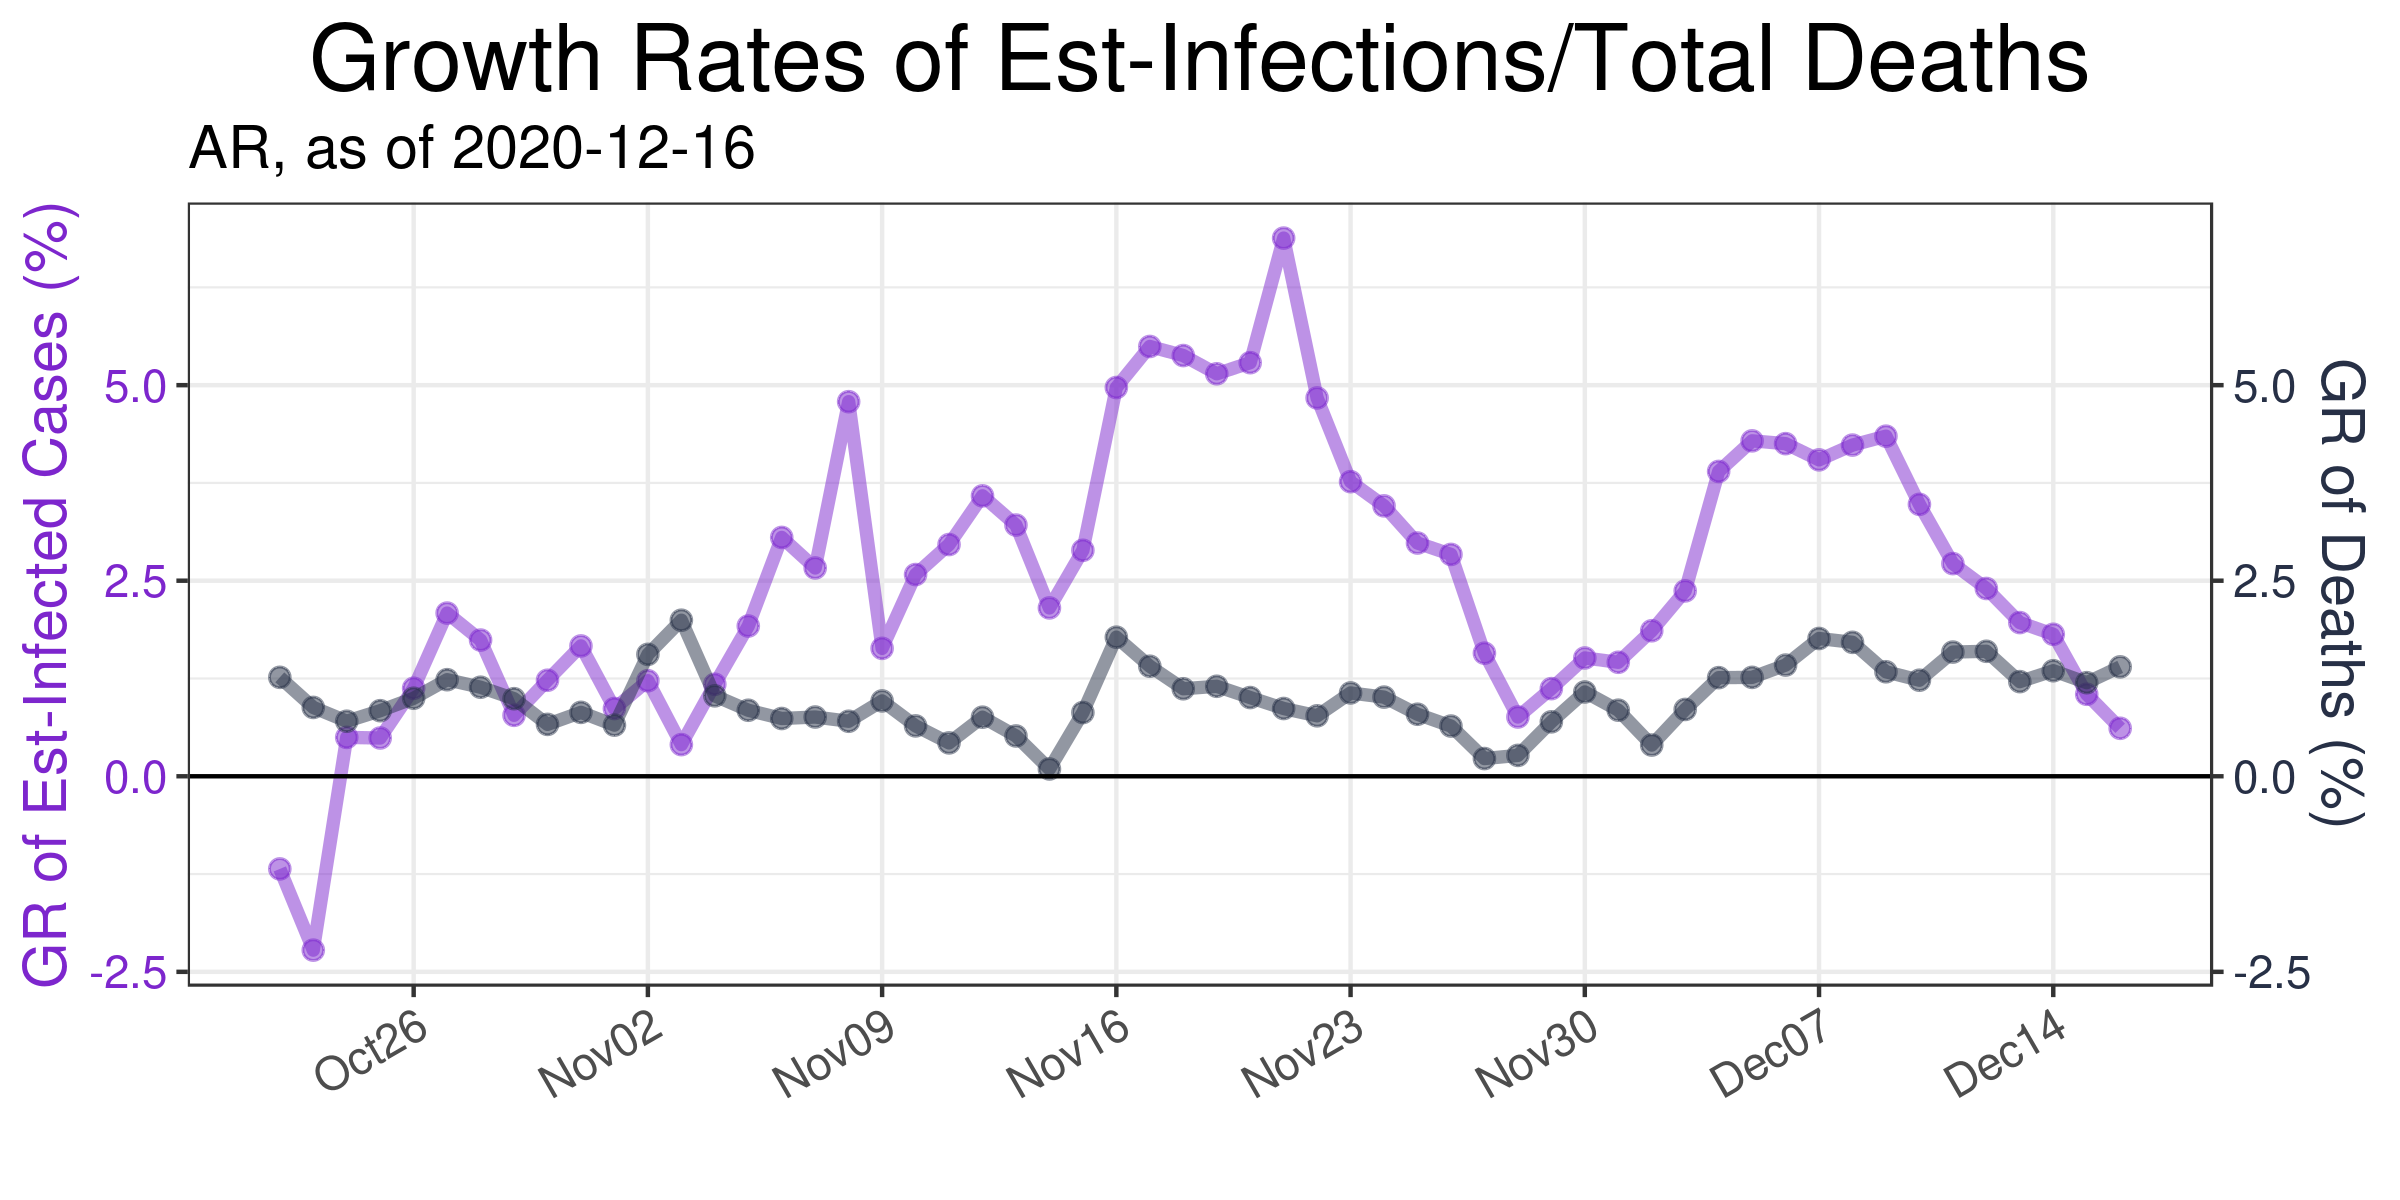 Growth Rates of Est-Infections/Total Deaths
AR, as of 2020-12-16
GR of Est-Infected Cases (%)
5.0
2.5
0.0
-2.5
5.0
2.5
0.0
-2.5
GR of Deaths (%)
Oct26
Nov02
Nov09
Nov16
Nov23
Nov30
Dec07
Dec14